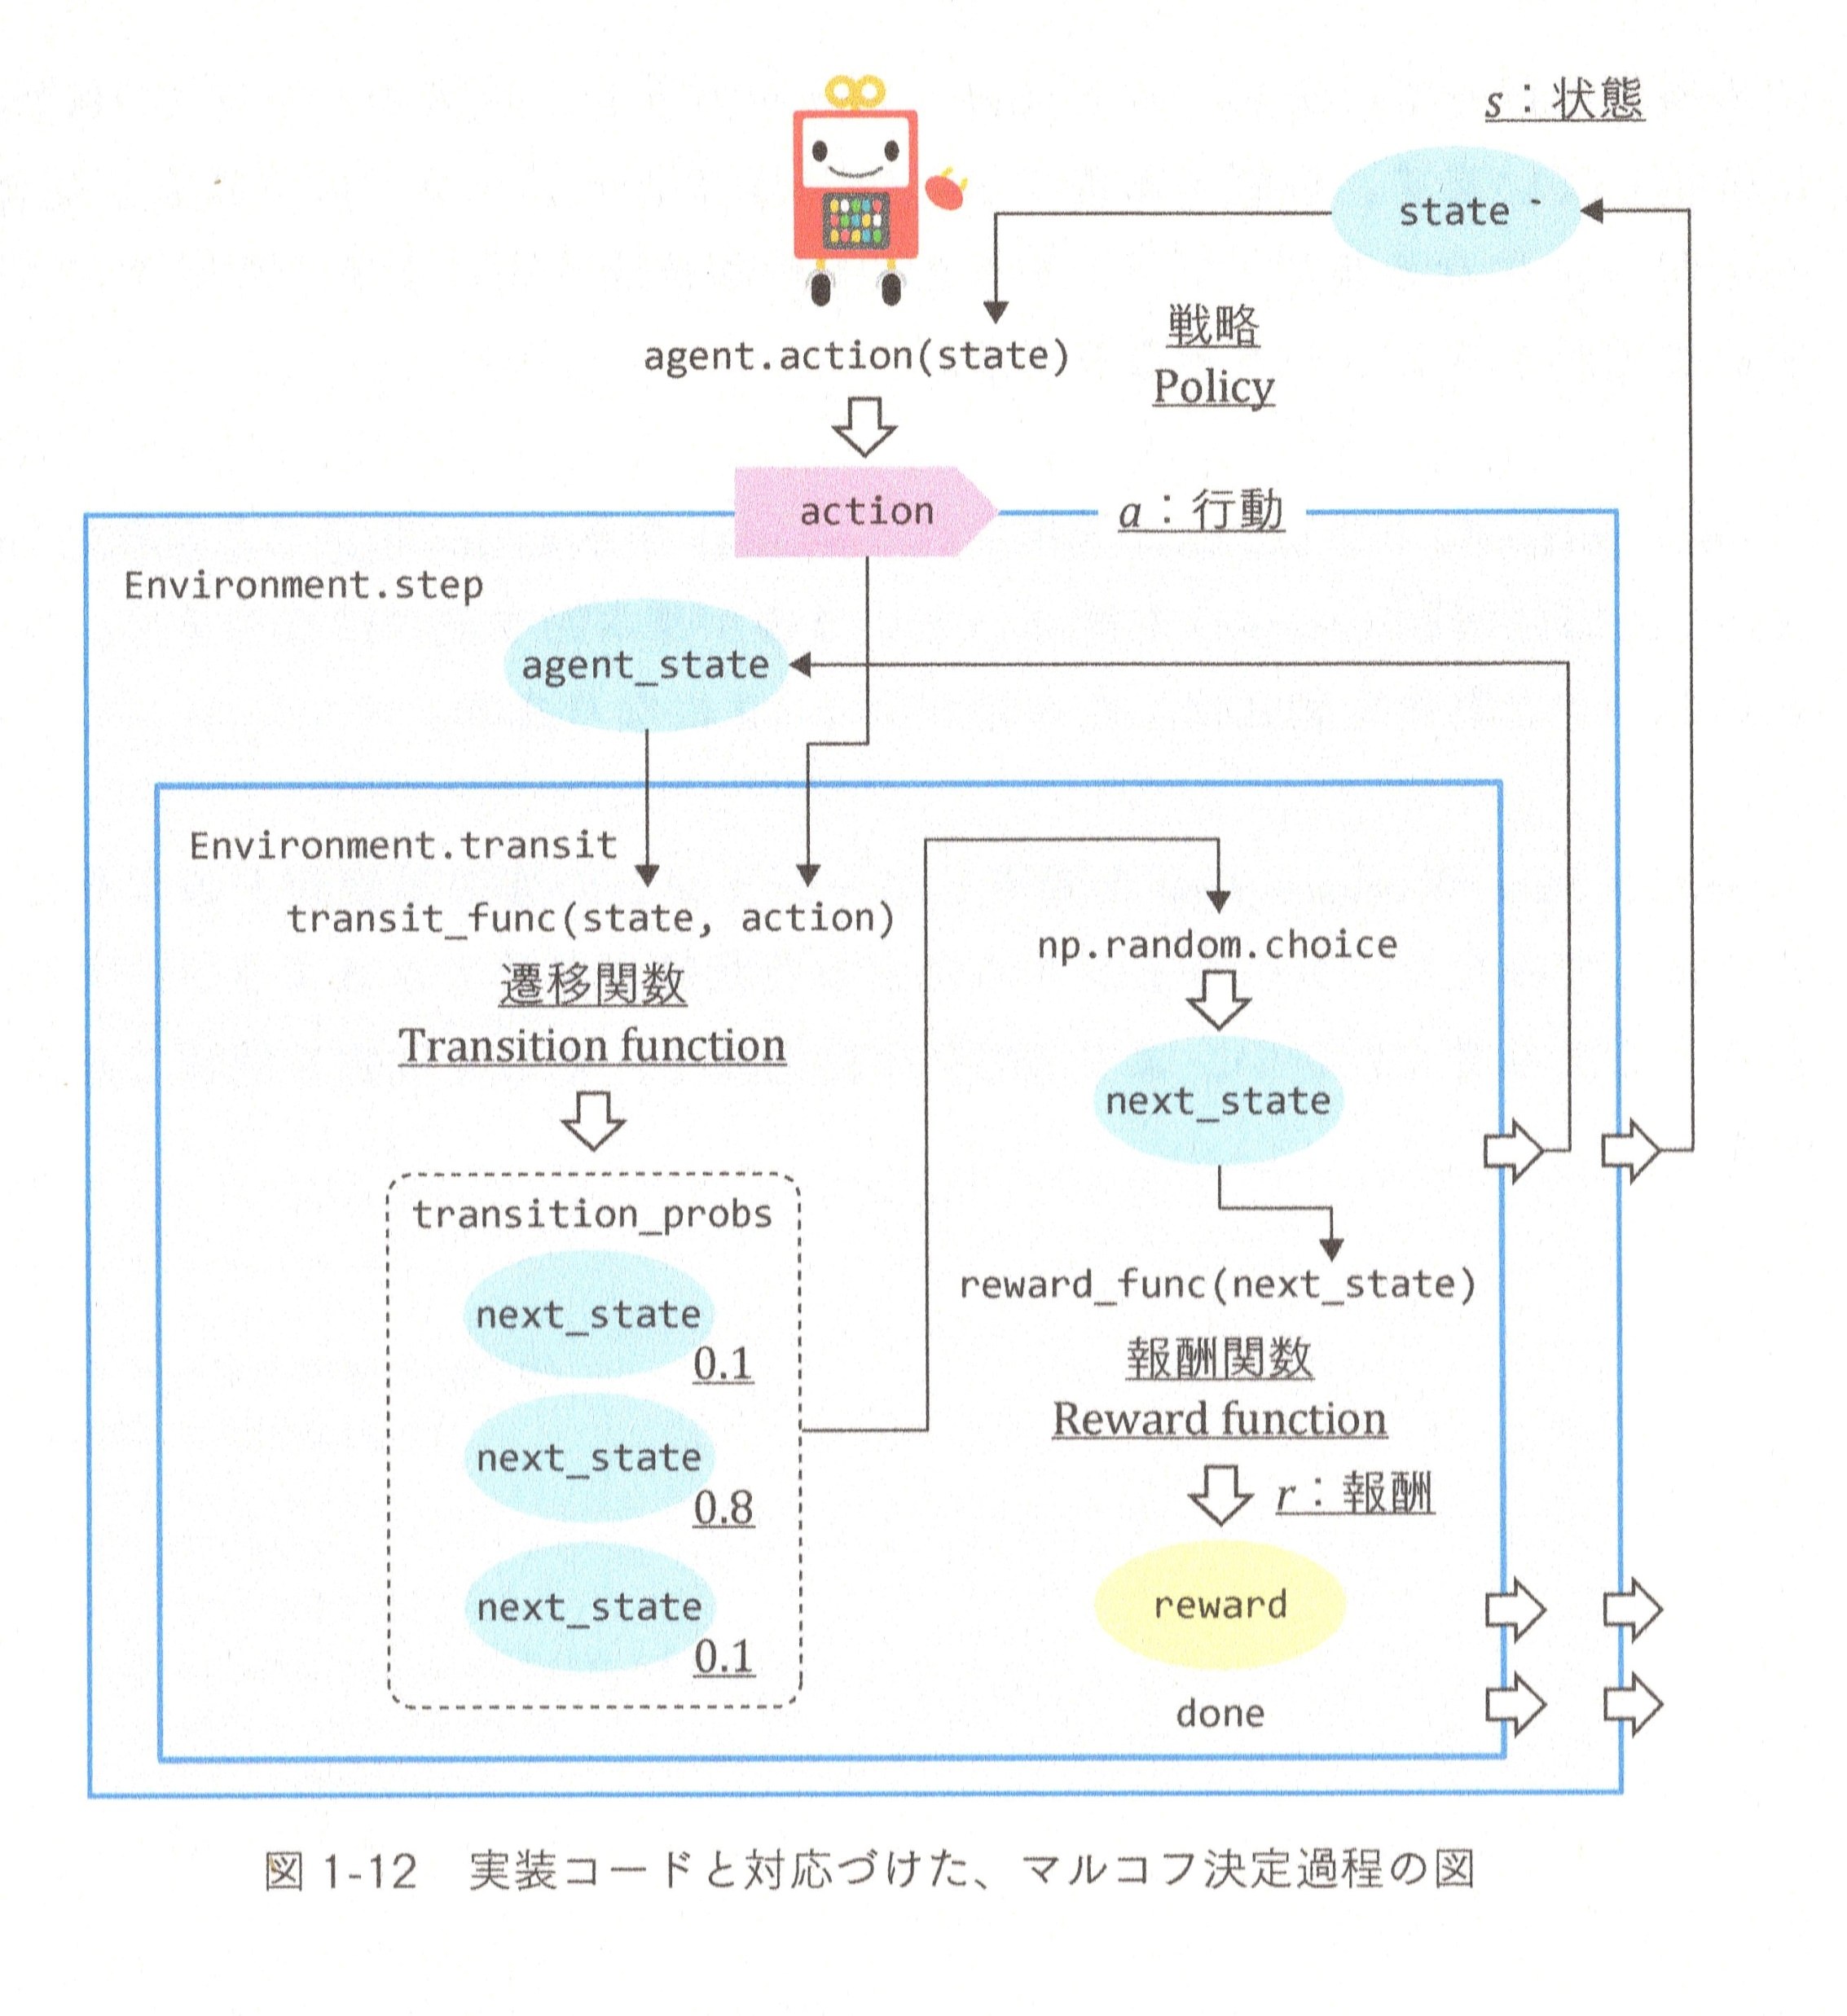 s：状態
state
agent.action(state)
戦略
Policy
action
a：行動
Environment.step
agent_state
Environment.transit
transit_func(state, action)
遷移関数
Transition function
transition_probs
next_state
0.1
next_state
0.8
next_state
0.1
np.random.choice
next_state
reward_func(next_state)
報酬関数
Reward function
r：報酬
reward
done
図 1-12　実装コードと対応づけた、マルコフ決定過程の図